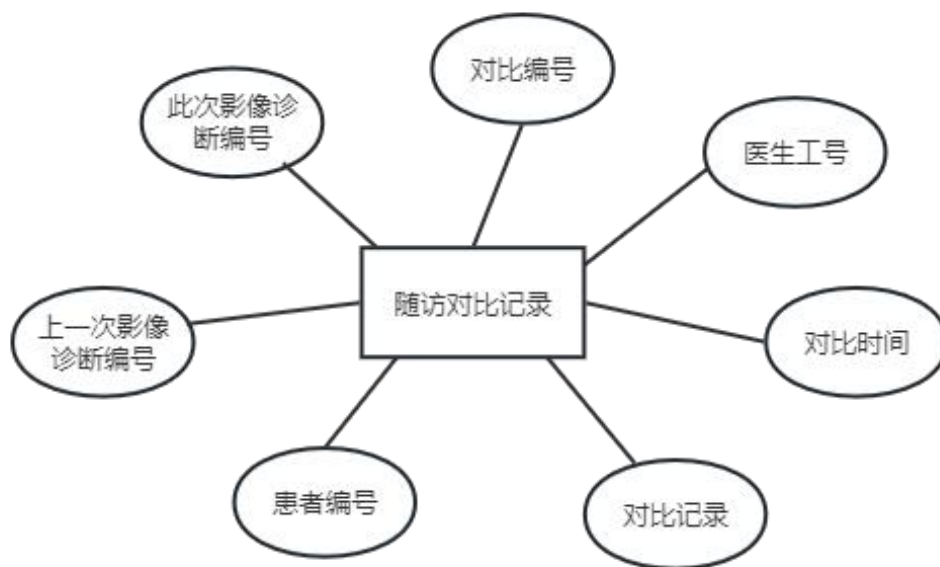 对比编号
此次影像诊
断编号
医生工号
随访对比记录
上一次影像
诊断编号
对比时间
患者编号
对比记录